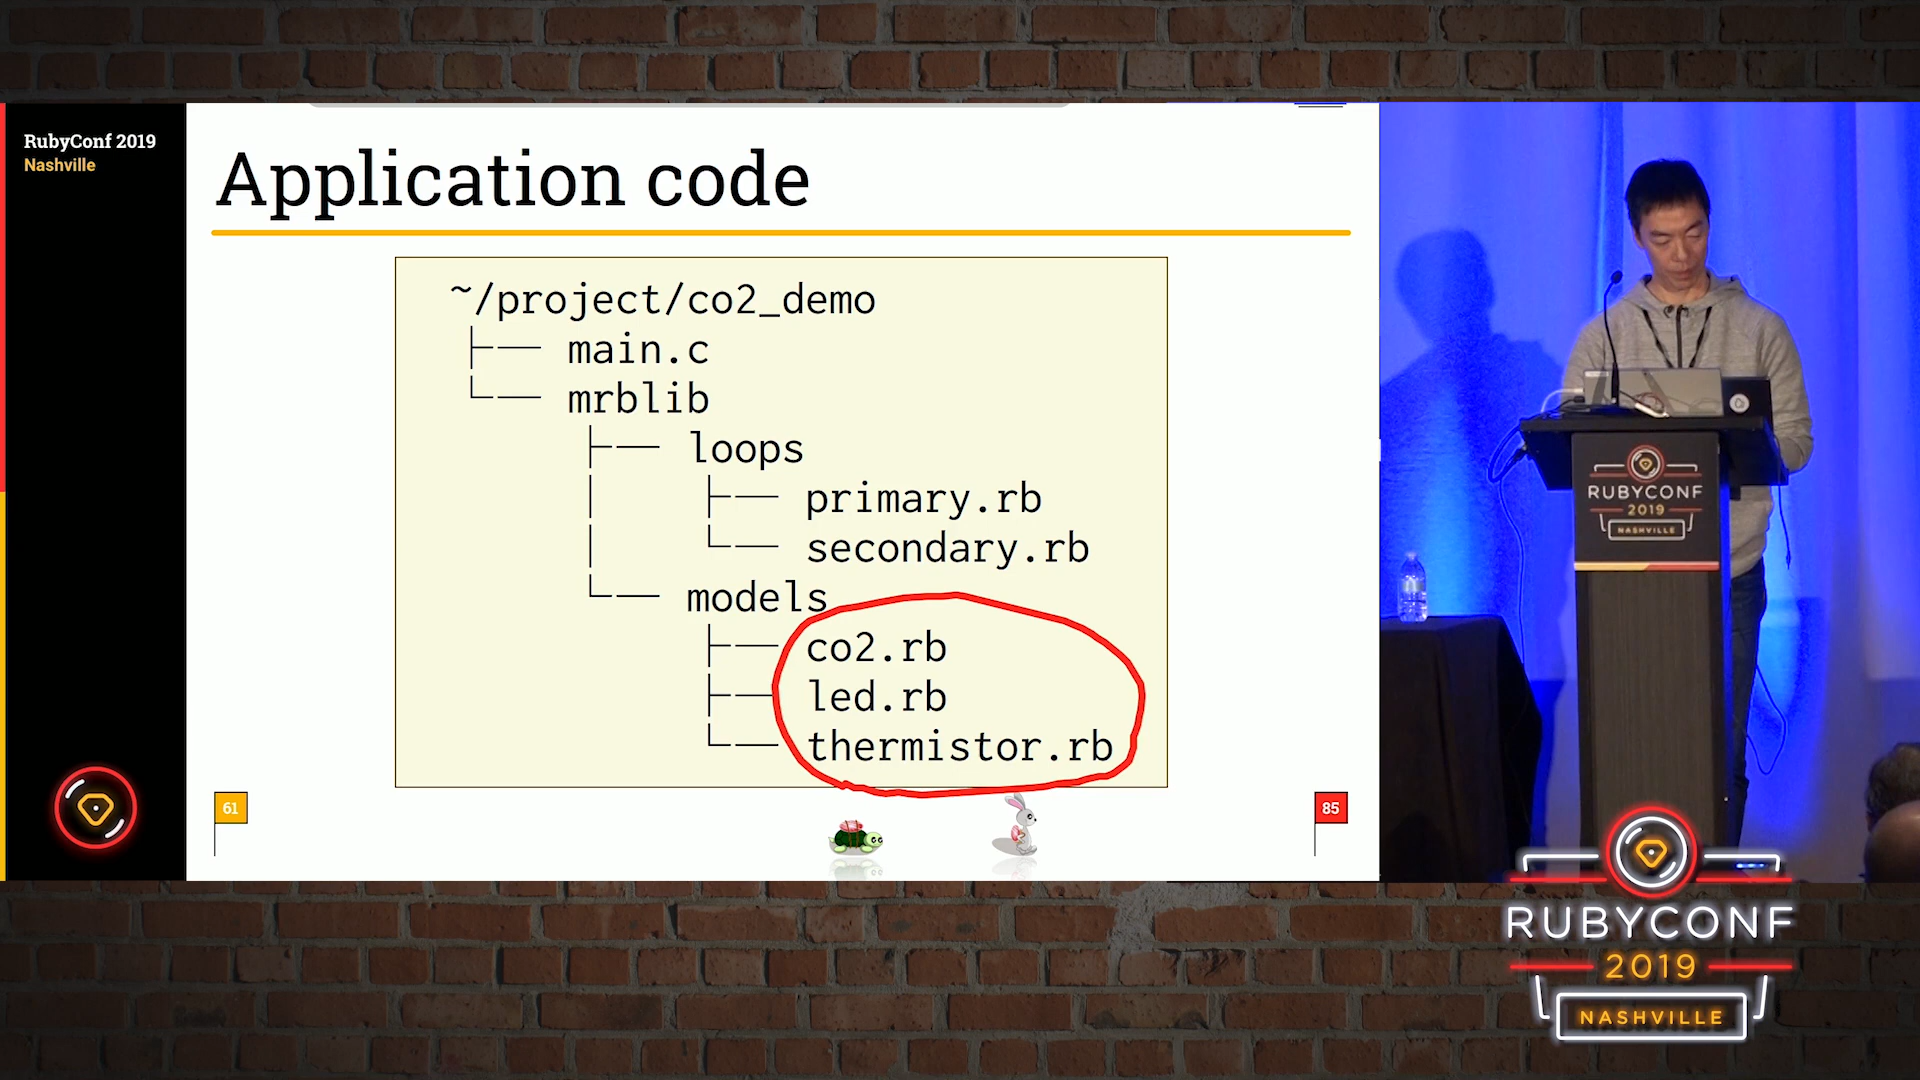 RubyConf 2019
Nashville
Application code
~/project/co2_demo
├── main.c
└── mrblib
├── loops
│ ├── primary.rb
│ └── secondary.rb
└── models
├── co2.rb
├── led.rb
└── thermistor.rb
61
85
RUBYCONF
2019
NASHVILLE
RUBYCONF
2019
NASHVILLE